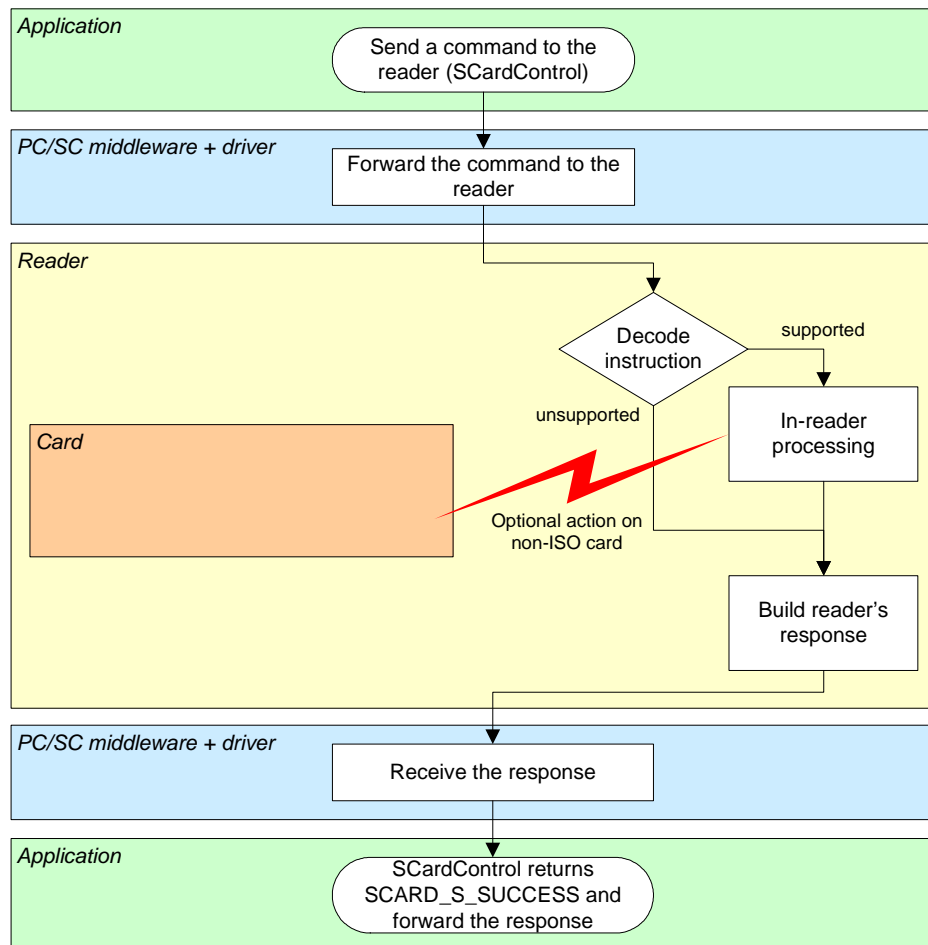 Application
Send a command to the
reader (SCardControl)
PC/SC middleware + driver
Forward the command to the
reader
Reader
Decode
instruction
supported
unsupported
In-reader
processing
Card
Optional action on
non-ISO card
Build reader's
response
PC/SC middleware + driver
Receive the response
Application
SCardControl returns
SCARD_S_SUCCESS and
forward the response